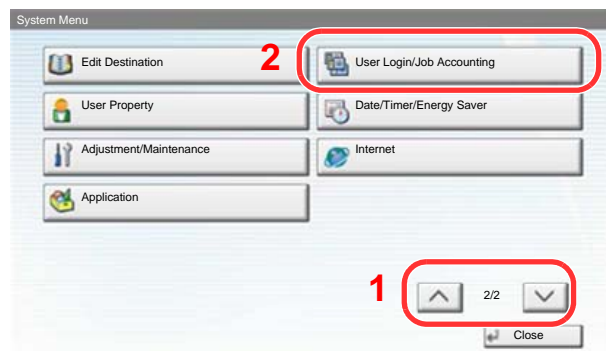 System Menu
Edit Destination
2
User Login/Job Accounting
User Property
Date/Timer/Energy Saver
Adjustment/Maintenance
Internet
Application
1
2/2
Close